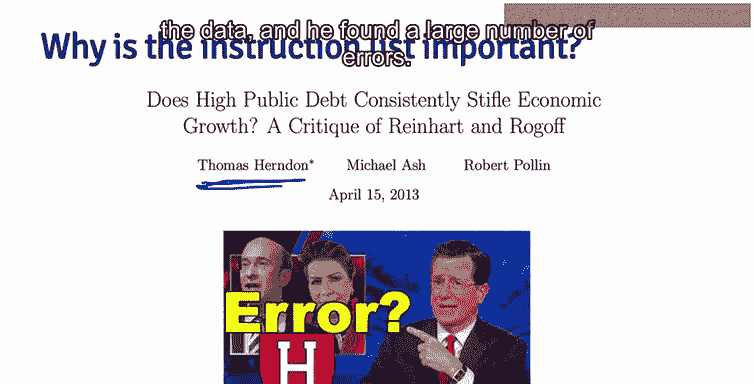 the data, and he found a large number of
Why is the instruction list important?
errors.
Does High Public Debt Consistently Stifle Economic
Growth? A Critique of Reinhart and Rogoff
Thomas Herndon* Michael Ash Robert Pollin
April 15, 2013
Error?
H